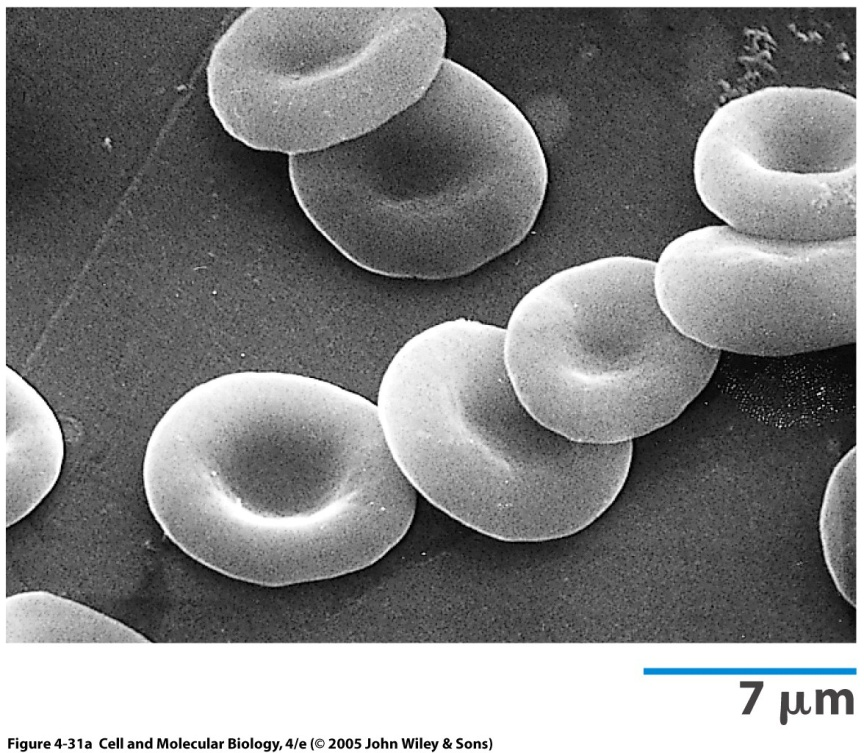 7 μm
Figure 4-31a Cell and Molecular Biology, 4/e (© 2005 John Wiley & Sons)